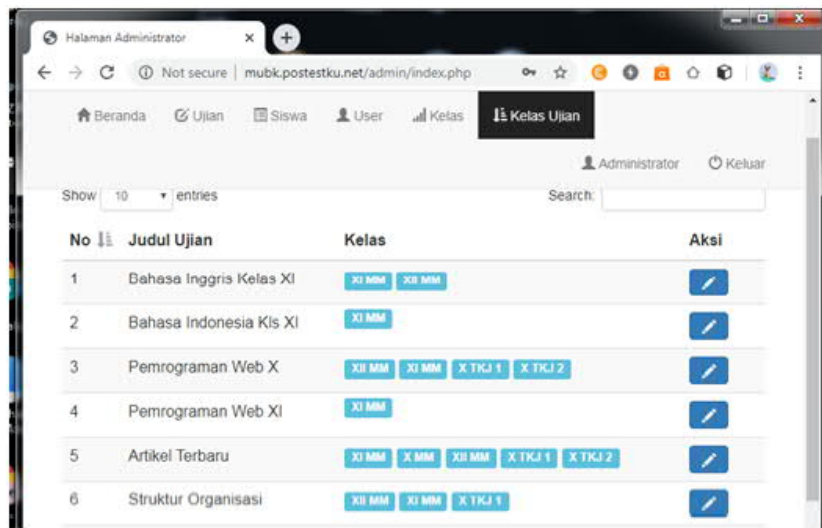 Halaman Administrator
Not secure | mubk.postestku.net/admin/index.php
Beranda Ujian Siswa User Kelas Kelas Ujian
Administrator Keluar
Show 10 entries Search:
No Judul Ujian Kelas Aksi
1 Bahasa Inggris Kelas XI XI MM XII MM
2 Bahasa Indonesia Kls XI XI MM
3 Pemrograman Web X XII MM XI MM X TKJ 1 X TKJ 2
4 Pemrograman Web XI XI MM
5 Artikel Terbaru XI MM X MM XII MM X TKJ 1 X TKJ 2
6 Struktur Organisasi XII MM XI MM X TKJ 1